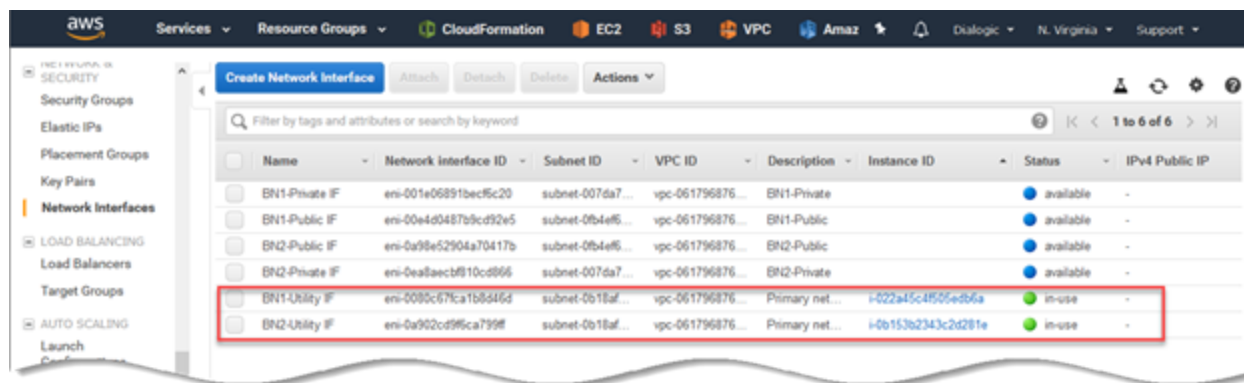 aws
Services Resource Groups CloudFormation EC2 S3 VPC Amaz Dialogic N. Virginia Support
NETWORK &
SECURITY
Security Groups
Elastic IPs
Placement Groups
Key Pairs
Network Interfaces
LOAD BALANCING
Load Balancers
Target Groups
AUTO SCALING
Launch
Create Network Interface Attach Detach Delete Actions
Filter by tags and attributes or search by keyword
1 to 6 of 6
Name Network interface ID Subnet ID VPC ID Description Instance ID Status IPv4 Public IP
BN1-Private IF eni-001e06891becf6c20 subnet-007da7... vpc-061796876... BN1-Private available -
BN1-Public IF eni-00e4d0487b9cd92e5 subnet-0fb4ef6... vpc-061796876... BN1-Public available -
BN2-Public IF eni-0a98e52904a70417b subnet-0fb4ef6... vpc-061796876... BN2-Public available -
BN2-Private IF eni-0ea8aecbf810cd866 subnet-007da7... vpc-061796876... BN2-Private available -
BN1-Utility IF eni-0080c67fca1b8d46d subnet-0b18af... vpc-061796876... Primary net... i-022a45c4f505edb6a in-use -
BN2-Utility IF eni-0a902cd9f6ca799ff subnet-0b18af... vpc-061796876... Primary net... i-0b153b2343c2d281e in-use -